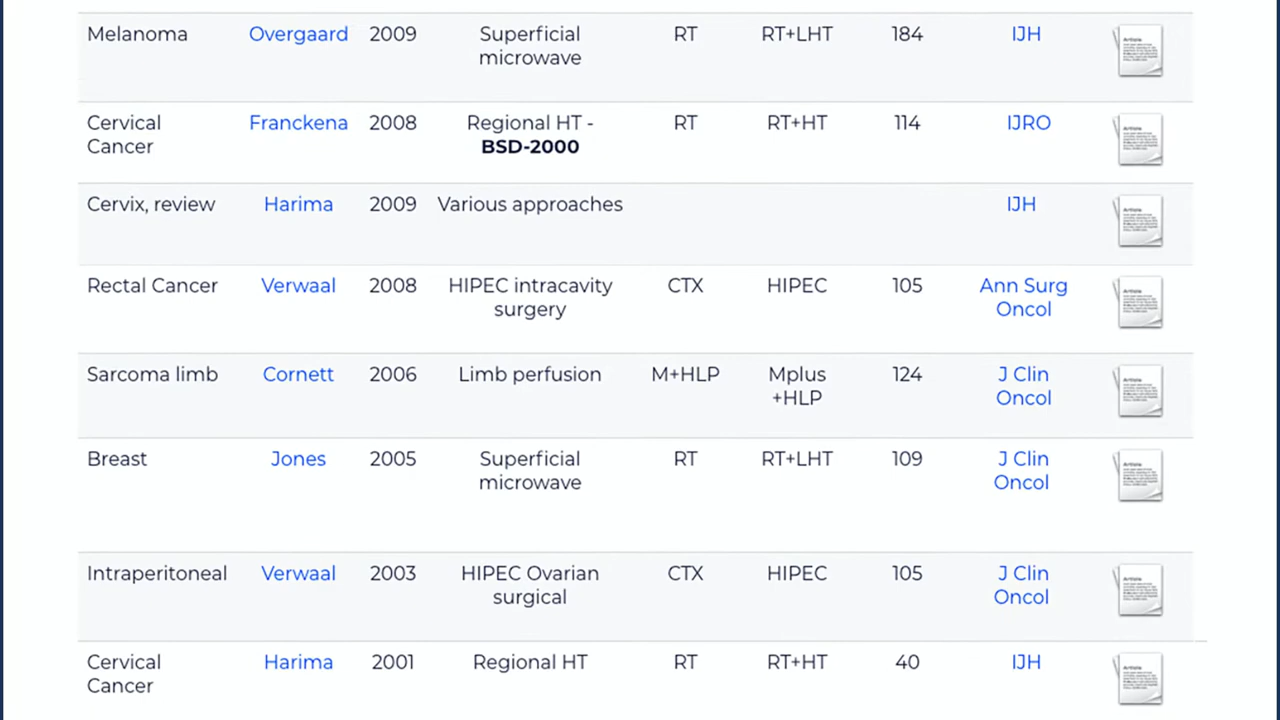 Melanoma Overgaard 2009 Superficial RT RT+LHT 184 IJH
microwave
Cervical Franckena 2008 Regional HT - RT RT+HT 114 IJRO
Cancer BSD-2000
Cervix, review Harima 2009 Various approaches IJH
Rectal Cancer Verwaal 2008 HIPEC intracavity CTX HIPEC 105 Ann Surg
surgery Oncol
Sarcoma limb Cornett 2006 Limb perfusion M+HLP Mplus 124 J Clin
+HLP Oncol
Breast Jones 2005 Superficial RT RT+LHT 109 J Clin
microwave Oncol
Intraperitoneal Verwaal 2003 HIPEC Ovarian CTX HIPEC 105 J Clin
surgical Oncol
Cervical Harima 2001 Regional HT RT RT+HT 40 IJH
Cancer